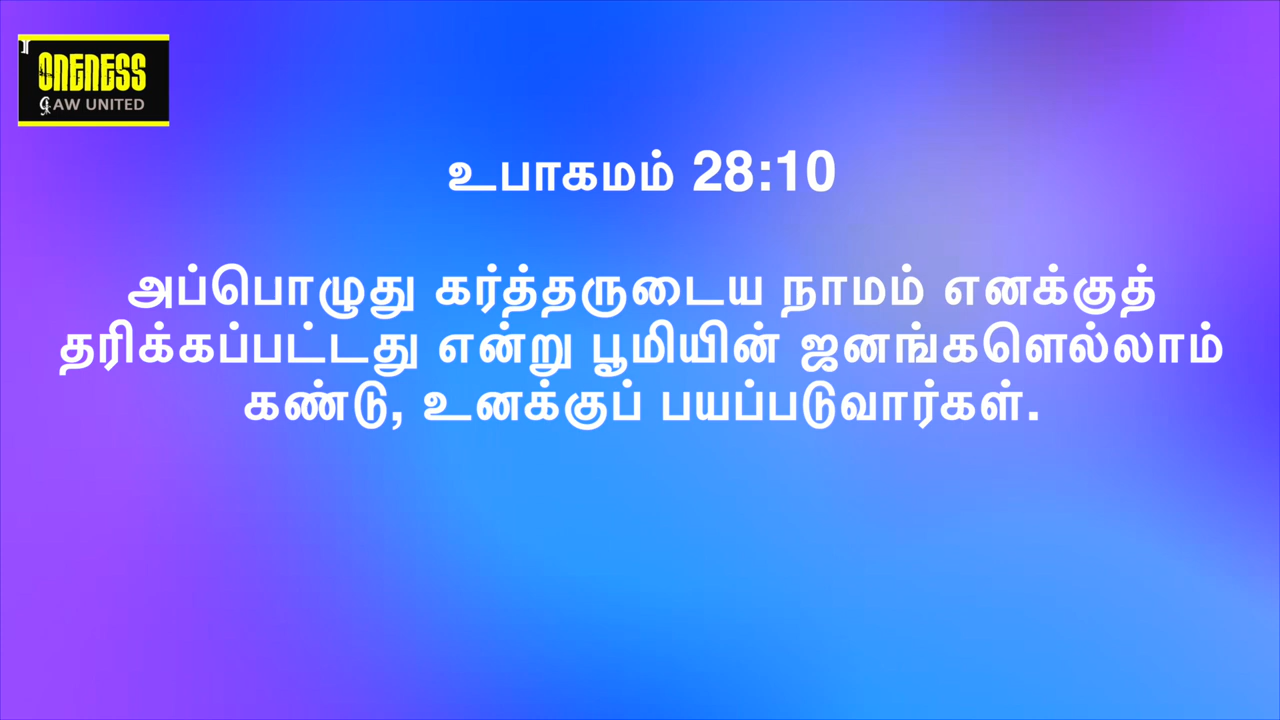 ONENESS
GAW UNITED
உபாகமம் 28:10
அப்பொழுது கர்த்தருடைய நாமம் எனக்குத்
தரிக்கப்பட்டது என்று பூமியின் ஜனங்களெல்லாம்
கண்டு, உனக்குப் பயப்படுவார்கள்.